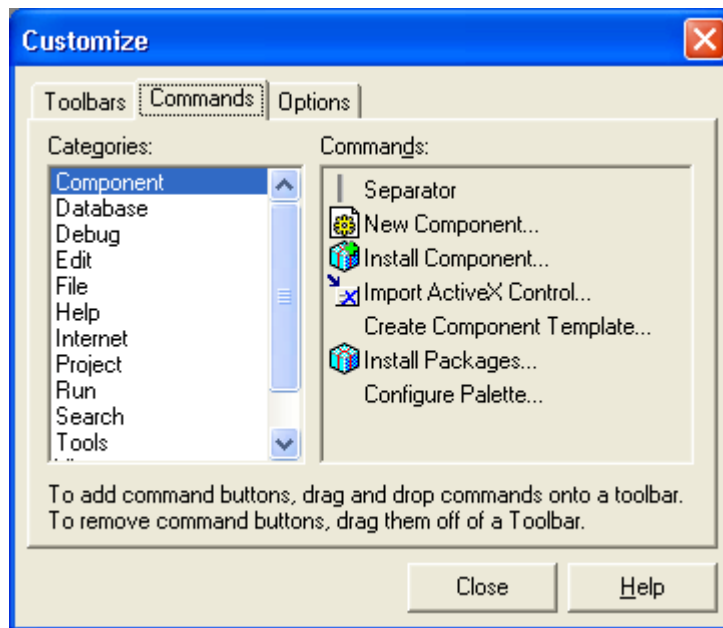 Customize
Toolbars Commands Options
Categories:
Component
Database
Debug
Edit
File
Help
Internet
Project
Run
Search
Tools
Commands:
Separator
New Component...
Install Component...
Import ActiveX Control...
Create Component Template...
Install Packages...
Configure Palette...
To add command buttons, drag and drop commands onto a toolbar.
To remove command buttons, drag them off of a Toolbar.
Close Help